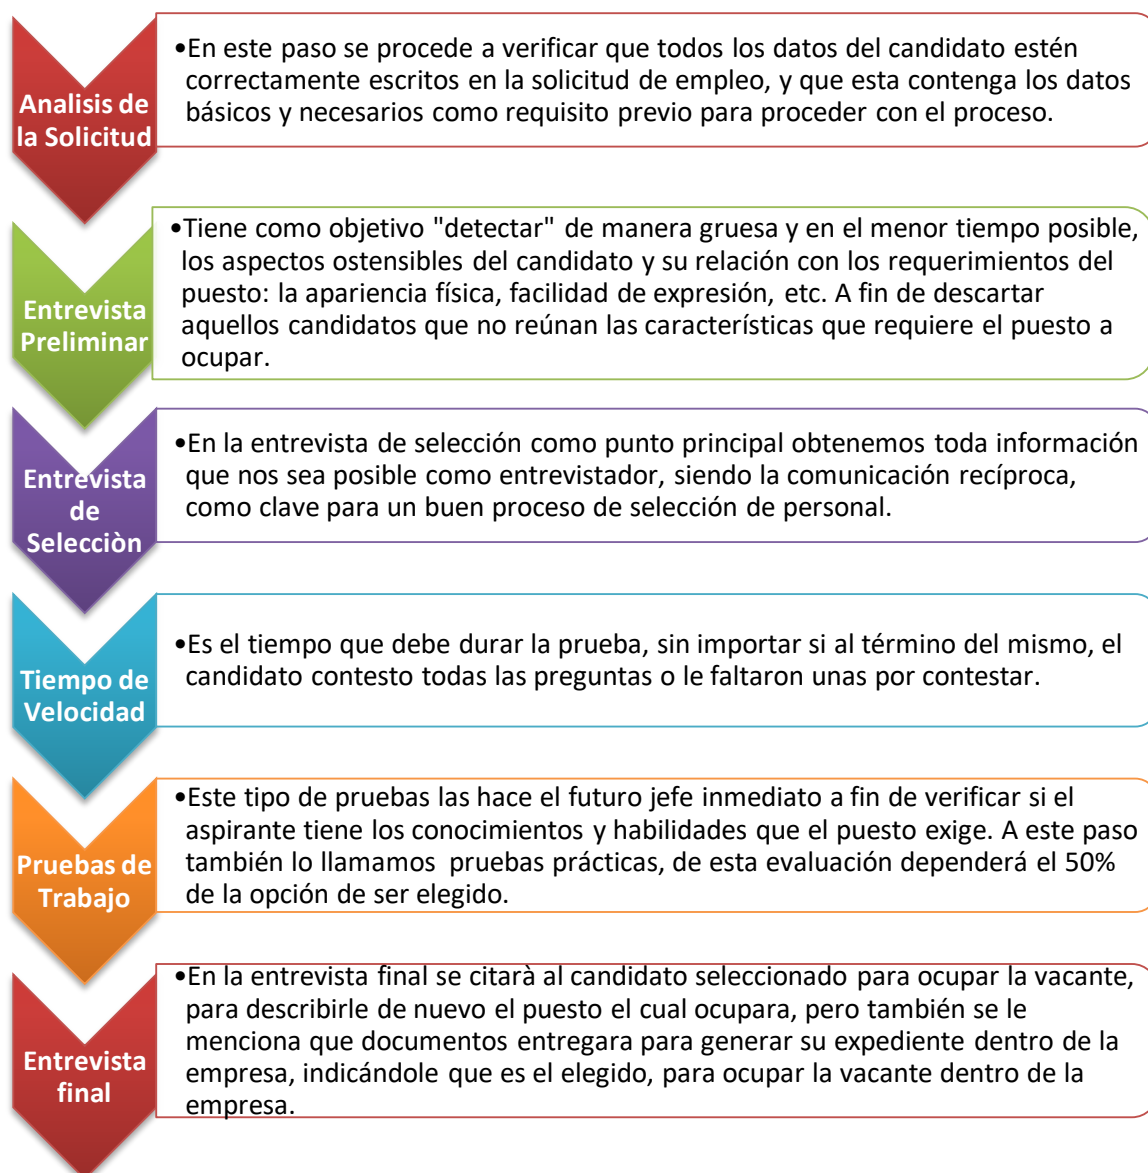 Analisis de
la Solicitud
•En este paso se procede a verificar que todos los datos del candidato estén
correctamente escritos en la solicitud de empleo, y que esta contenga los datos
básicos y necesarios como requisito previo para proceder con el proceso.
Entrevista
Preliminar
•Tiene como objetivo "detectar" de manera gruesa y en el menor tiempo posible,
los aspectos ostensibles del candidato y su relación con los requerimientos del
puesto: la apariencia física, facilidad de expresión, etc. A fin de descartar
aquellos candidatos que no reúnan las características que requiere el puesto a
ocupar.
Entrevista
de
Selecciòn
•En la entrevista de selección como punto principal obtenemos toda información
que nos sea posible como entrevistador, siendo la comunicación recíproca,
como clave para un buen proceso de selección de personal.
Tiempo de
Velocidad
•Es el tiempo que debe durar la prueba, sin importar si al término del mismo, el
candidato contesto todas las preguntas o le faltaron unas por contestar.
Pruebas de
Trabajo
•Este tipo de pruebas las hace el futuro jefe inmediato a fin de verificar si el
aspirante tiene los conocimientos y habilidades que el puesto exige. A este paso
también lo llamamos  pruebas prácticas, de esta evaluación dependerá el 50%
de la opción de ser elegido.
Entrevista
final
•En la entrevista final se citarà al candidato seleccionado para ocupar la vacante,
para describirle de nuevo el puesto el cual ocupara, pero también se le
menciona que documentos entregara para generar su expediente dentro de la
empresa, indicándole que es el elegido, para ocupar la vacante dentro de la
empresa.